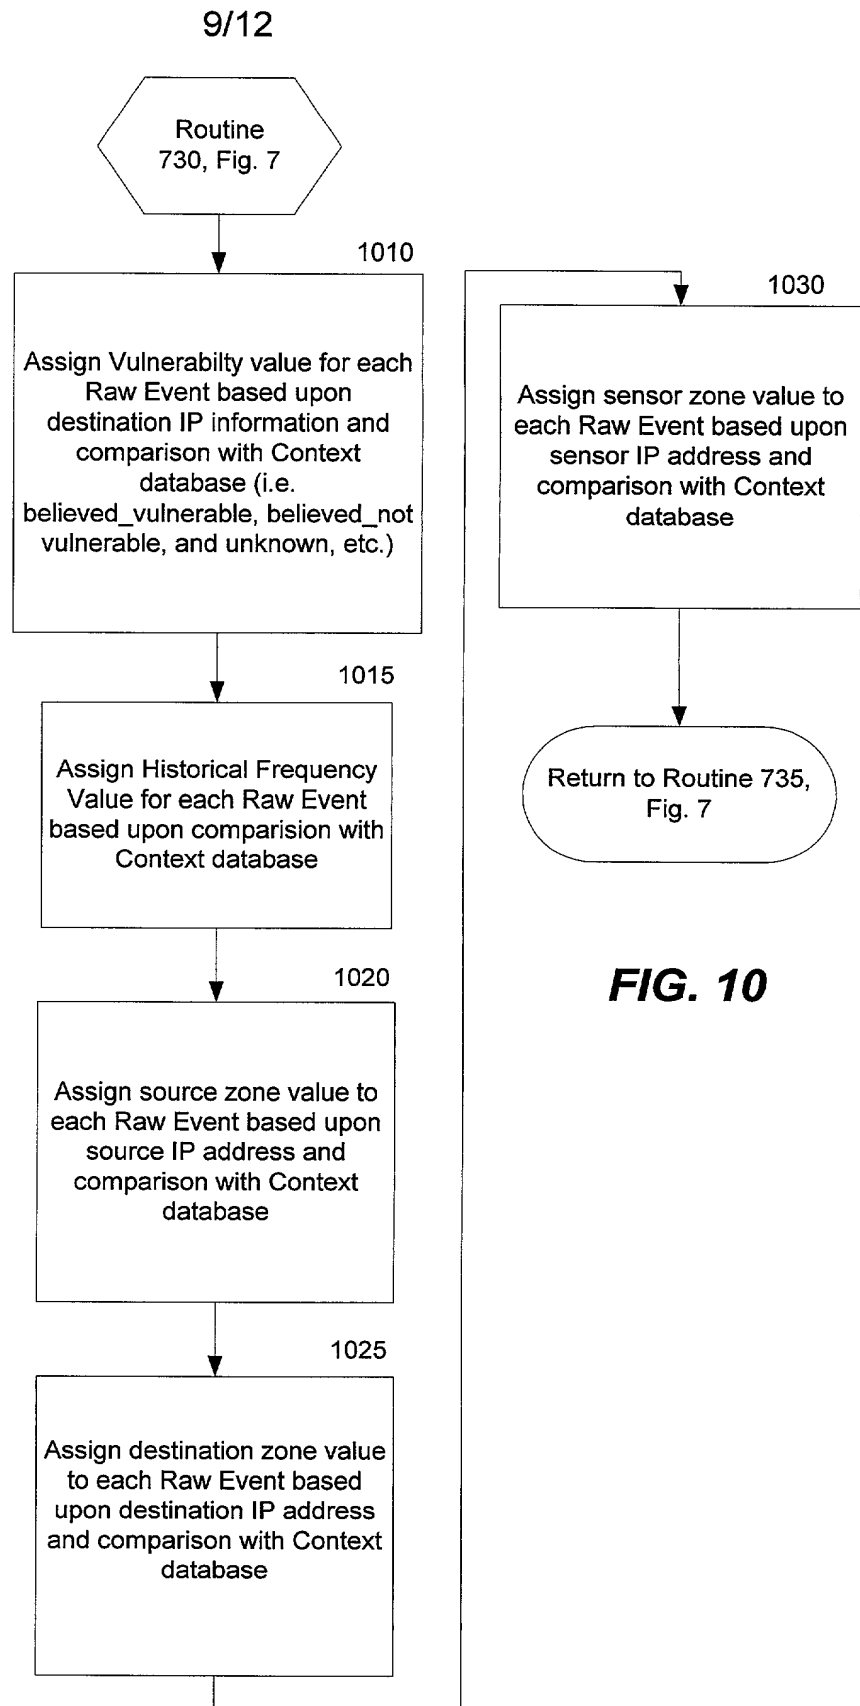 9/12
Routine
730, Fig. 7
1010
Assign Vulnerabilty value for each
Raw Event based upon
destination IP information and
comparison with Context
database (i.e.
believed_vulnerable, believed_not
vulnerable, and unknown, etc.)
1015
Assign Historical Frequency
Value for each Raw Event
based upon comparision with
Context database
1020
Assign source zone value to
each Raw Event based upon
source IP address and
comparison with Context
database
1025
Assign destination zone value
to each Raw Event based
upon destination IP address
and comparison with Context
database
1030
Assign sensor zone value to
each Raw Event based upon
sensor IP address and
comparison with Context
database
Return to Routine 735,
Fig. 7
FIG. 10